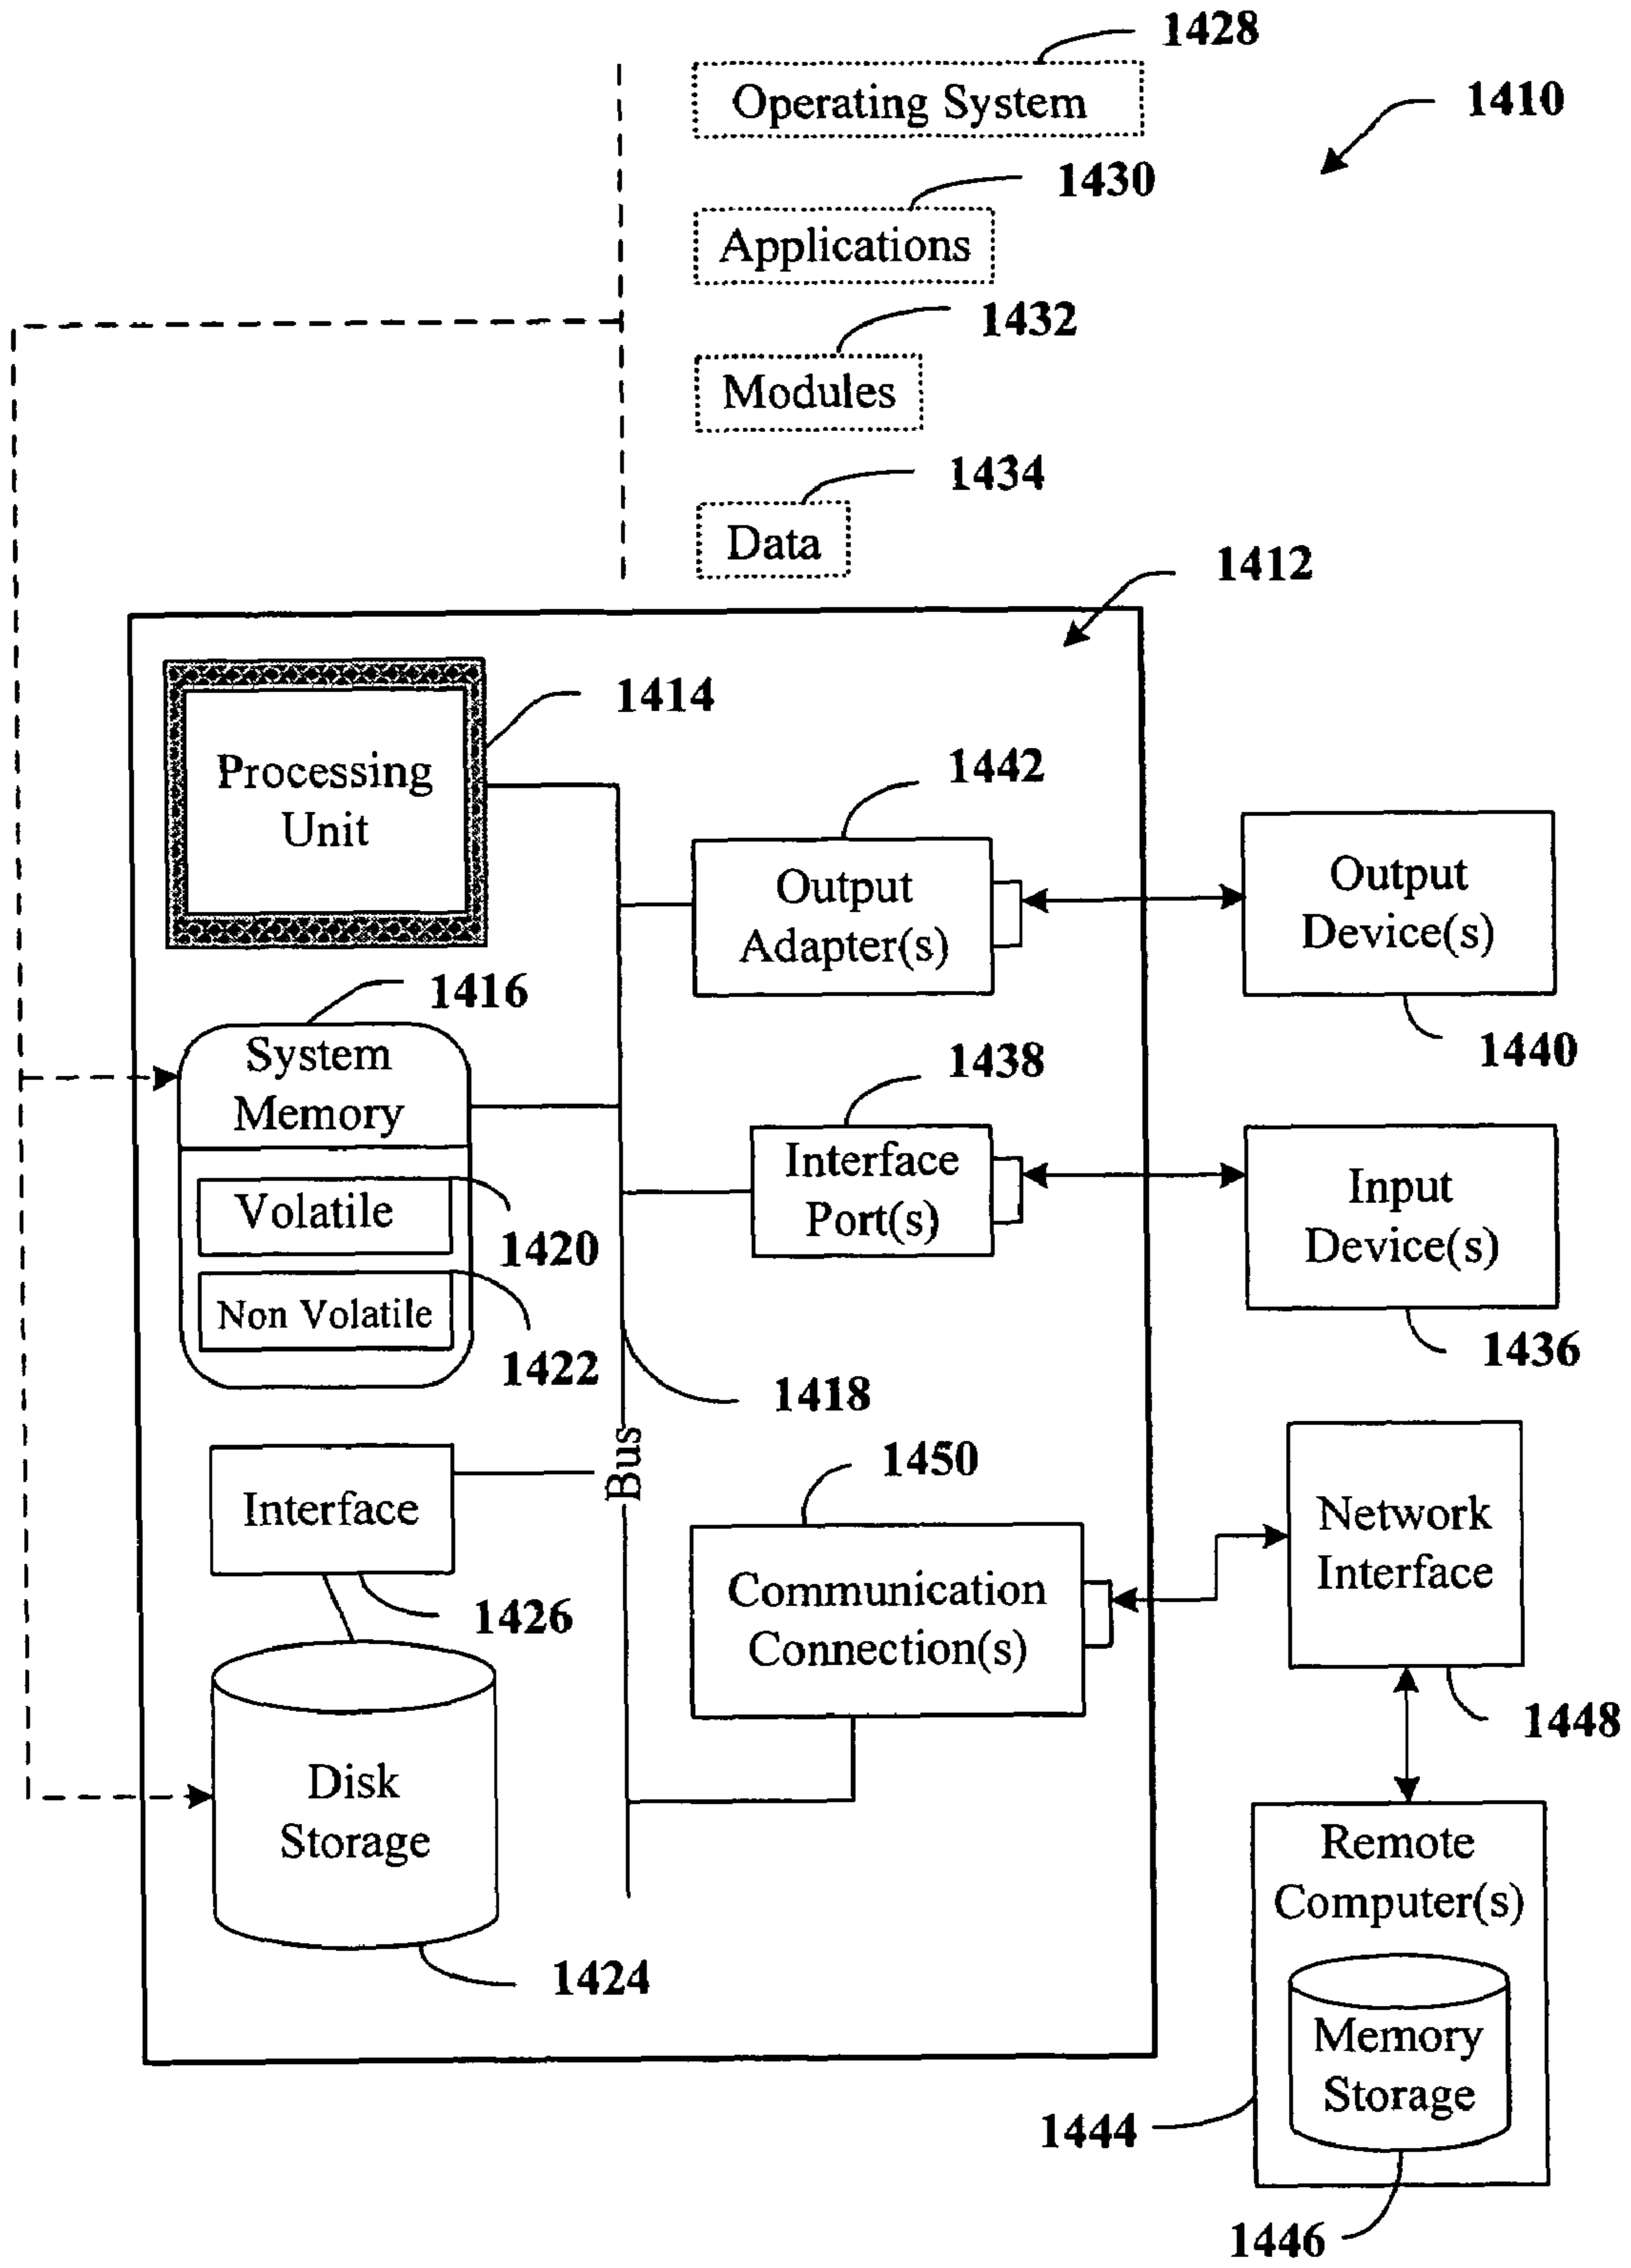 1428
Operating System
1410
1430
Applications
1432
Modules
1434
Data
1412
1414
Processing
Unit
1442
Output
Adapter(s)
Output
Device(s)
1440
1416
System
Memory
1438
Interface
Port(s)
Input
Device(s)
1436
Volatile
1420
Non Volatile
1422
1418
Bus
1450
Interface
1426
Communication
Connection(s)
Network
Interface
1448
Disk
Storage
1424
Remote
Computer(s)
Memory
Storage
1444
1446